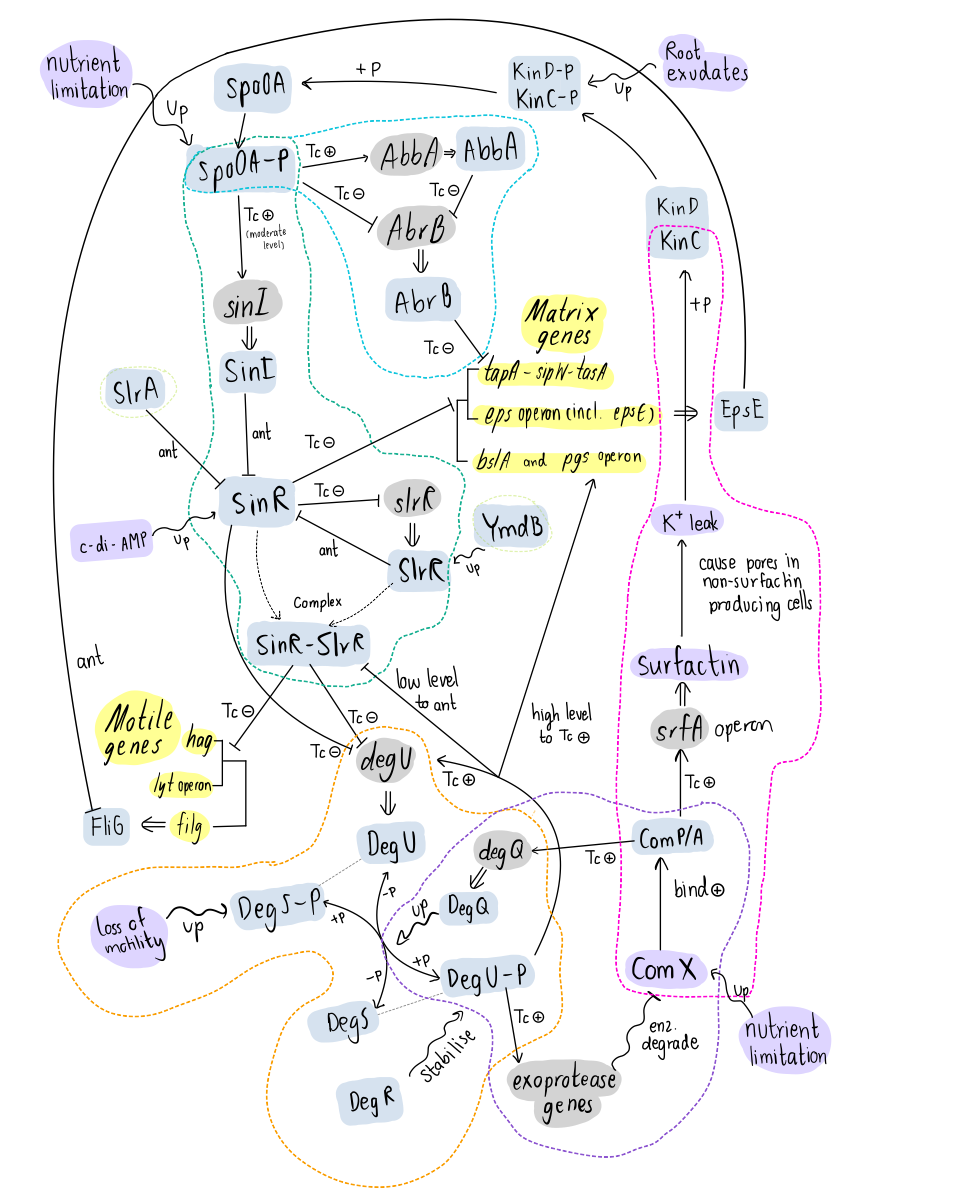 nutrient
limitation
Up
Spo0A
+P
KinD-P
KinC-P
Up
Root
exudates
Spo0A-P
Tc⊕
AbbA
AbbA
Tc⊖
Tc⊖
AbrB
Tc⊕
(moderate
level)
AbrB
Tc⊖
KinD
KinC
+P
sinI
SinI
ant
SlrA
ant
Matrix
genes
tapA-sipW-tasA
eps operon (incl. epsE)
bslA and pgs operon
EpsE
Tc⊖
SinR
Tc⊖
slrR
c-di-AMP
up
ant
SlrR
YmdB
up
Complex
SinR-SlrR
K+ leak
cause pores in
non-surfactin
producing cells
surfactin
srfA operon
Tc⊕
ant
low level
to ant
high level
to Tc⊕
Motile
genes
hag
lyt operon
filg
FliG
Tc⊖
Tc⊖
Tc⊖
degU
Tc⊕
DegU
degQ
Tc⊕
ComP/A
bind⊕
DegQ
up
DegS-P
loss of
motility
up
+P
-P
+P
-P
DegU-P
DegS
Tc⊕
Stabilise
DegR
exoprotease
genes
enz.
degrade
ComX
up
nutrient
limitation